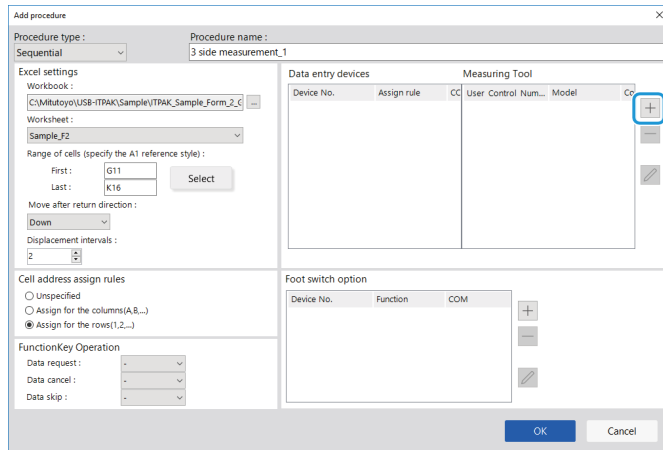 Add procedure
Procedure type :
Procedure name :
Sequential
3 side measurement_1
Excel settings
Workbook :
C:\Mitutoyo\USB-ITPAK\Sample\ITPAK_Sample_Form_2_C
...
Worksheet :
Sample_F2
Range of cells (specify the A1 reference style) :
First :
G11
Last :
K16
Select
Move after return direction :
Down
Displacement intervals :
2
Data entry devices
Measuring Tool
Device No.
Assign rule
CC
User Control Num...
Model
Co
Cell address assign rules
Unspecified
Assign for the columns(A,B,...)
Assign for the rows(1,2,...)
FunctionKey Operation
Data request :
-
Data cancel :
-
Data skip :
-
Foot switch option
Device No.
Function
COM
OK
Cancel